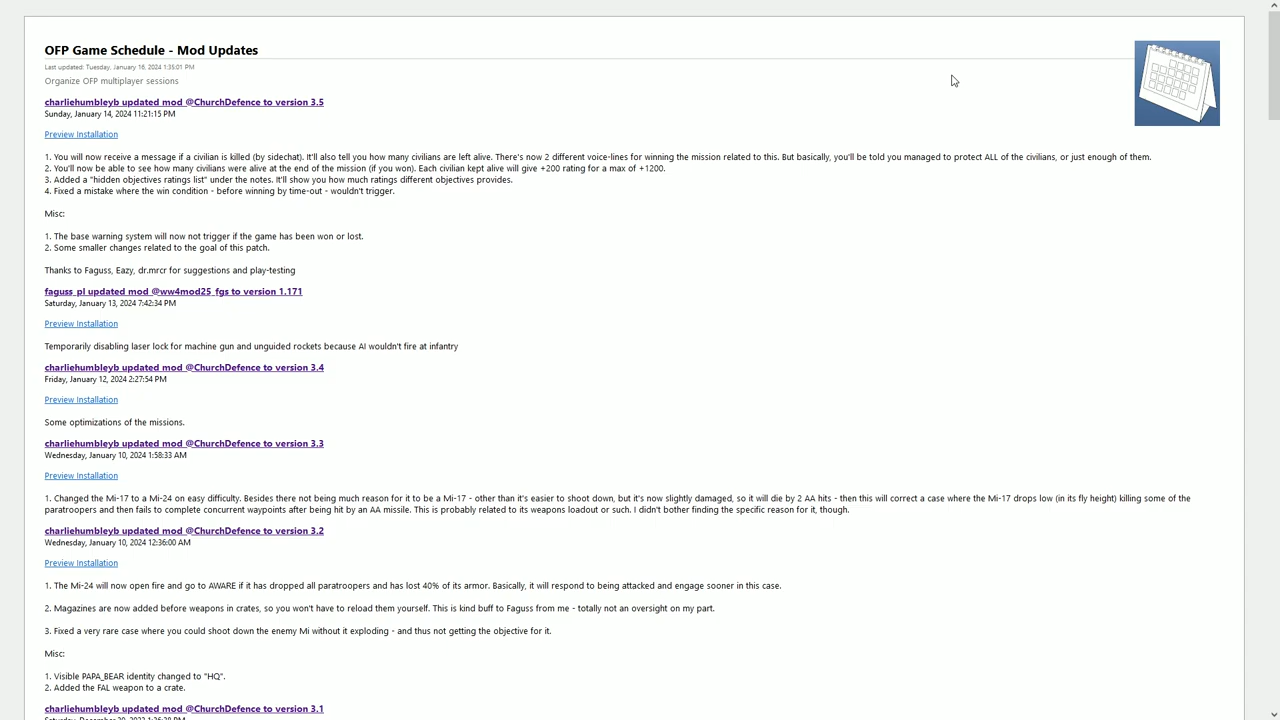 OFP Game Schedule - Mod Updates
Last updated: Tuesday, January 16, 2024 1:35:01 PM
Organize OFP multiplayer sessions
charliehumbleyb updated mod @ChurchDefence to version 3.5
Sunday, January 14, 2024 11:21:15 PM
Preview Installation
1. You will now receive a message if a civilian is killed (by sidechat). It'll also tell you how many civilians are left alive. There's now 2 different voice-lines for winning the mission related to this. But basically, you'll be told you managed to protect ALL of the civilians, or just enough of them.
2. You'll now be able to see how many civilians were alive at the end of the mission (if you won). Each civilian kept alive will give +200 rating for a max of +1200.
3. Added a "hidden objectives ratings list" under the notes. It'll show you how much ratings different objectives provides.
4. Fixed a mistake where the win condition - before winning by time-out - wouldn't trigger.
Misc:
1. The base warning system will now not trigger if the game has been won or lost.
2. Some smaller changes related to the goal of this patch.
Thanks to Faguss, Eazy, dr.mrcr for suggestions and play-testing
faguss_pl updated mod @ww4mod25_fgs to version 1.171
Saturday, January 13, 2024 7:42:34 PM
Preview Installation
Temporarily disabling laser lock for machine gun and unguided rockets because AI wouldn't fire at infantry
charliehumbleyb updated mod @ChurchDefence to version 3.4
Friday, January 12, 2024 2:27:54 PM
Preview Installation
Some optimizations of the missions.
charliehumbleyb updated mod @ChurchDefence to version 3.3
Wednesday, January 10, 2024 1:58:33 AM
Preview Installation
1. Changed the Mi-17 to a Mi-24 on easy difficulty. Besides there not being much reason for it to be a Mi-17 - other than it's easier to shoot down, but it's now slightly damaged, so it will die by 2 AA hits - then this will correct a case where the Mi-17 drops low (in its fly height) killing some of the
paratroopers and then fails to complete concurrent waypoints after being hit by an AA missile. This is probably related to its weapons loadout or such. I didn't bother finding the specific reason for it, though.
charliehumbleyb updated mod @ChurchDefence to version 3.2
Wednesday, January 10, 2024 12:36:00 AM
Preview Installation
1. The Mi-24 will now open fire and go to AWARE if it has dropped all paratroopers and has lost 40% of its armor. Basically, it will respond to being attacked and engage sooner in this case.
2. Magazines are now added before weapons in crates, so you won't have to reload them yourself. This is kind buff to Faguss from me - totally not an oversight on my part.
3. Fixed a very rare case where you could shoot down the enemy Mi without it exploding - and thus not getting the objective for it.
Misc:
1. Visible PAPA_BEAR identity changed to "HQ".
2. Added the FAL weapon to a crate.
charliehumbleyb updated mod @ChurchDefence to version 3.1